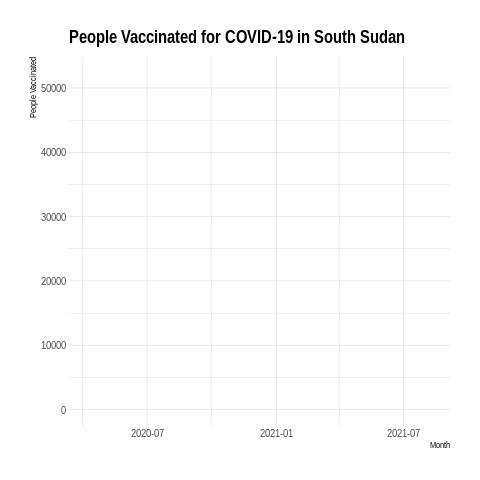 People Vaccinated for COVID-19 in South Sudan
People Vaccinated
50000
40000
30000
20000
10000
0
2020-07 2021-01 2021-07
Month